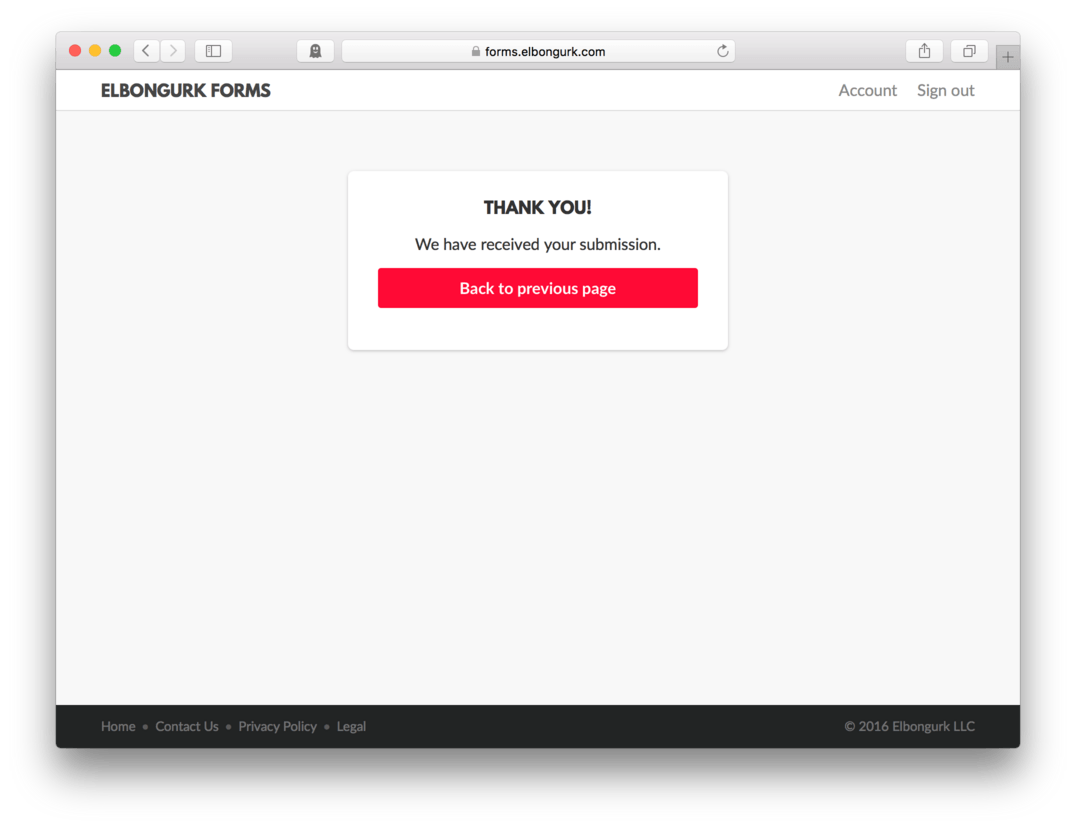 forms.elbongurk.com
ELBONGURK FORMS
Account Sign out
THANK YOU!
We have received your submission.
Back to previous page
Home • Contact Us • Privacy Policy • Legal
© 2016 Elbongurk LLC